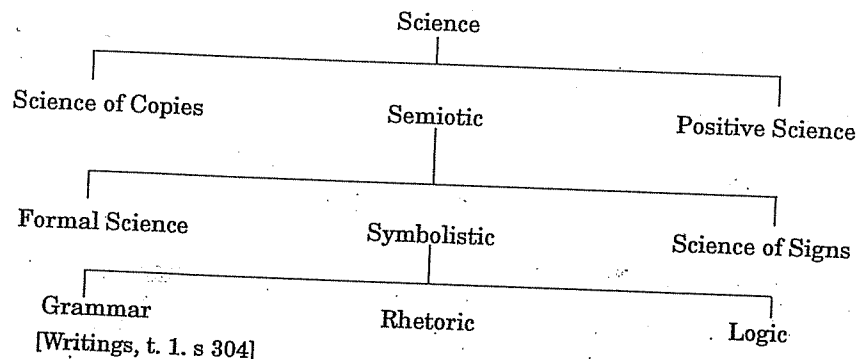 Science
Science of Copies Semiotic Positive Science
Formal Science Symbolistic Science of Signs
Grammar Rhetoric Logic
[Writings, t. 1. s 304]